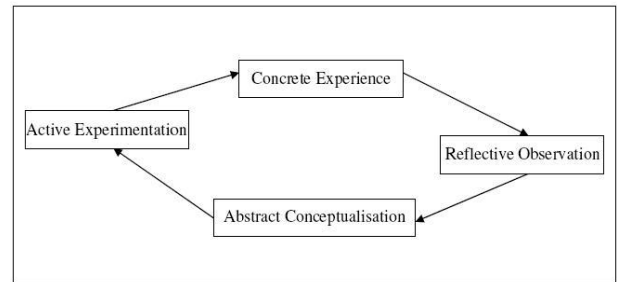 Concrete Experience
Active Experimentation
Reflective Observation
Abstract Conceptualisation